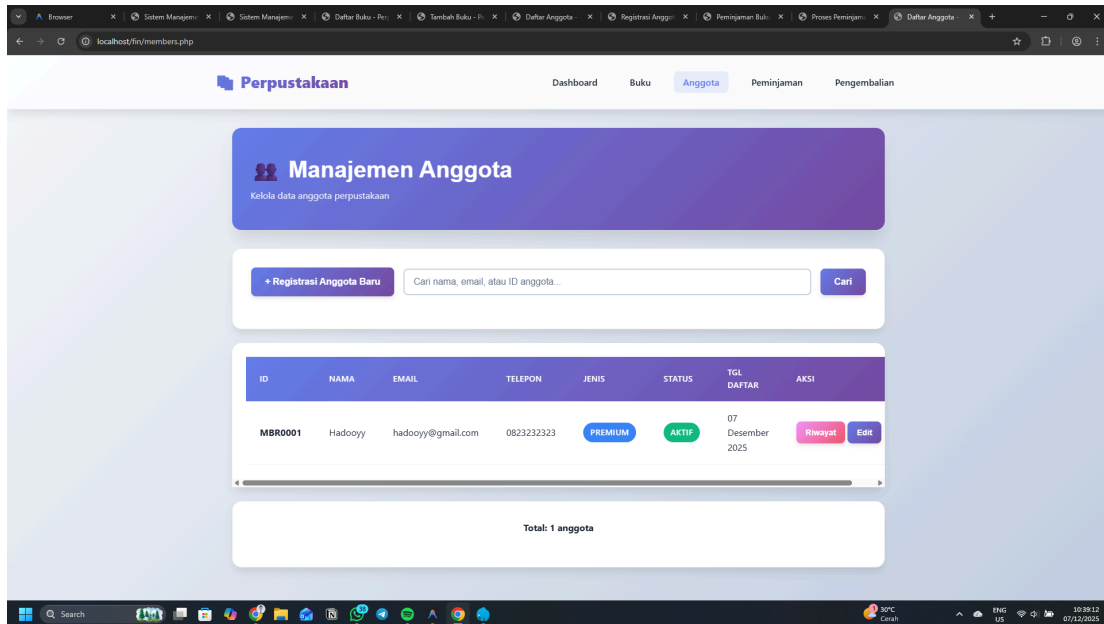 Browser
Sistem Manajeme
Sistem Manajeme
Daftar Buku - Per
Tambah Buku - Pe
Daftar Anggota -
Registrasi Anggot
Peminjaman Buku
Proses Peminjam
Daftar Anggota -
localhost/fin/members.php
Perpustakaan
Dashboard
Buku
Anggota
Peminjaman
Pengembalian
Manajemen Anggota
Kelola data anggota perpustakaan
+ Registrasi Anggota Baru
Cari nama, email, atau ID anggota...
Cari
ID NAMA EMAIL TELEPON JENIS STATUS TGL DAFTAR AKSI
MBR0001 Hadooyy hadooyy@gmail.com 0823232323 PREMIUM AKTIF 07 Desember 2025 Riwayat Edit
Total: 1 anggota
Search
30°C
Cerah
ENG
US
10:39:12
07/12/2025